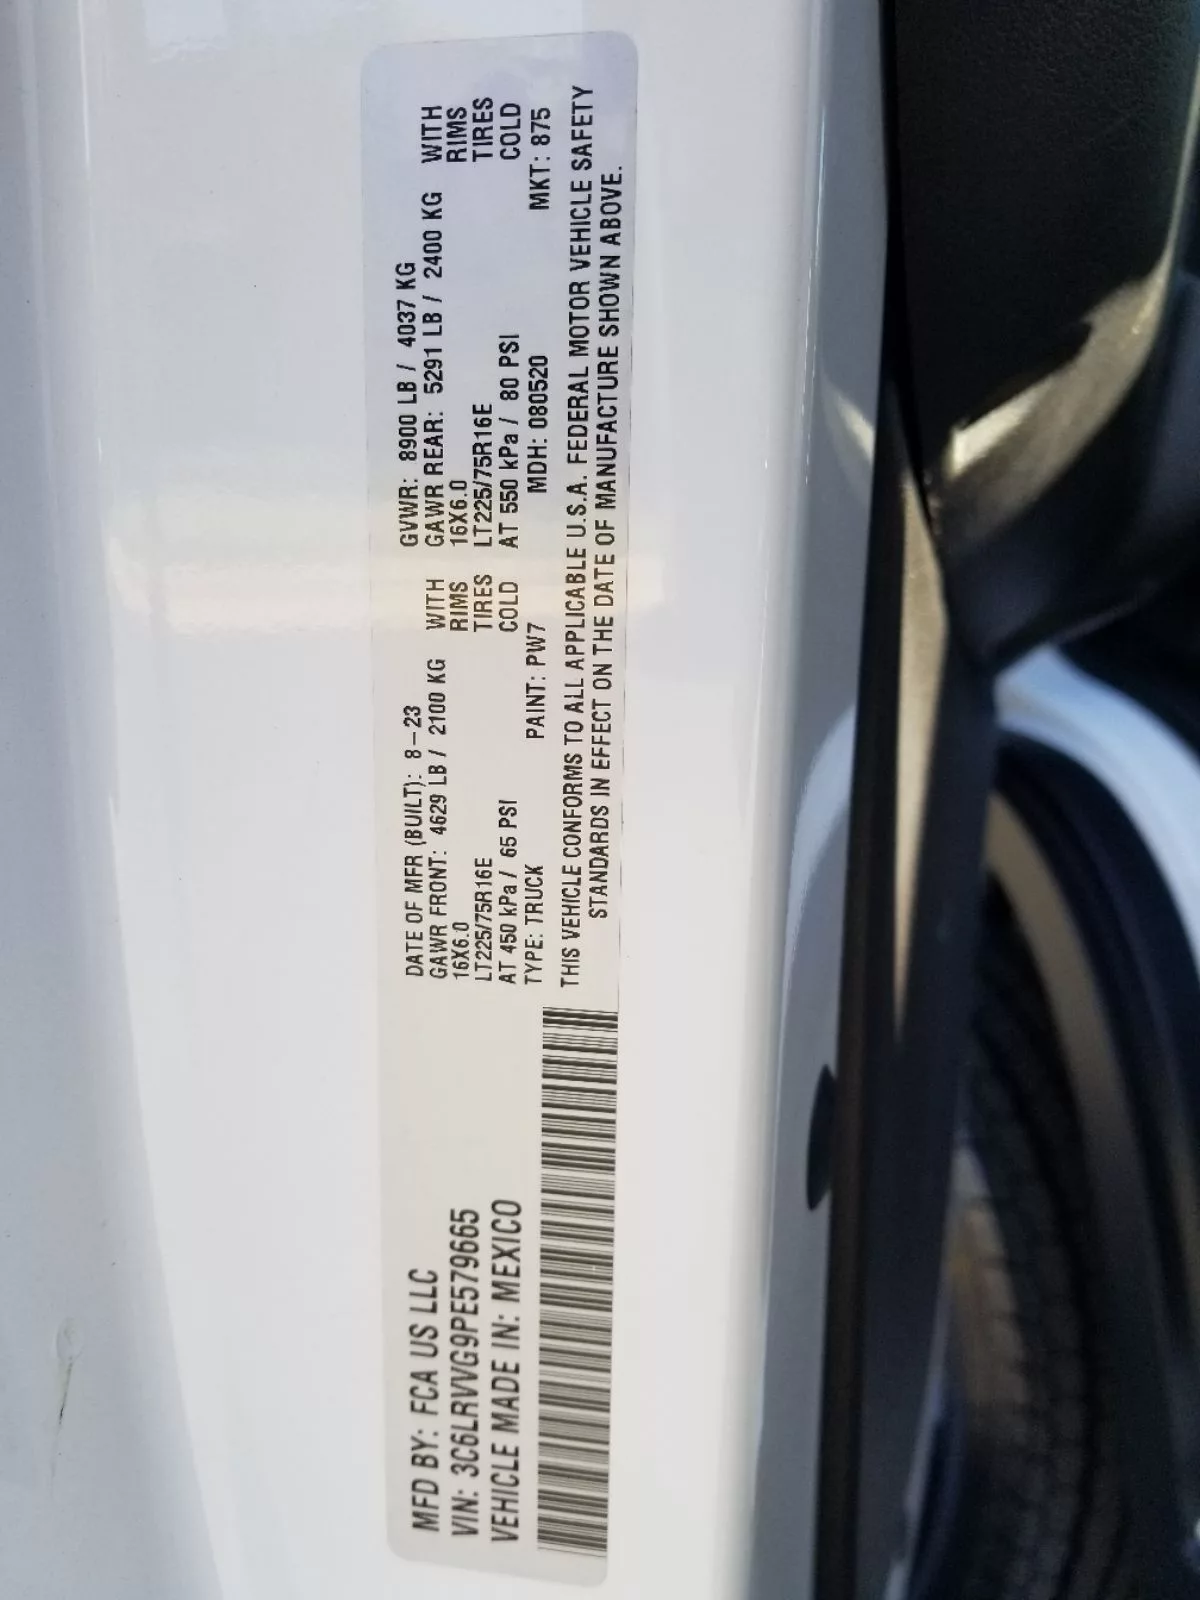 MFD BY: FCA US LLC
VIN: 3C6LRVVG9PE579665
VEHICLE MADE IN: MEXICO
DATE OF MFR (BUILT): 8-23 GVWR: 8900 LB / 4037 KG
GAWR FRONT: 4629 LB / 2100 KG WITH GAWR REAR: 5291 LB / 2400 KG WITH
16X6.0 RIMS 16X6.0 RIMS
LT225/75R16E TIRES LT225/75R16E TIRES
AT 450 kPa / 65 PSI COLD AT 550 kPa / 80 PSI COLD
TYPE: TRUCK PAINT: PW7 MDH: 080520 MKT: 875
THIS VEHICLE CONFORMS TO ALL APPLICABLE U.S.A. FEDERAL MOTOR VEHICLE SAFETY
STANDARDS IN EFFECT ON THE DATE OF MANUFACTURE SHOWN ABOVE.